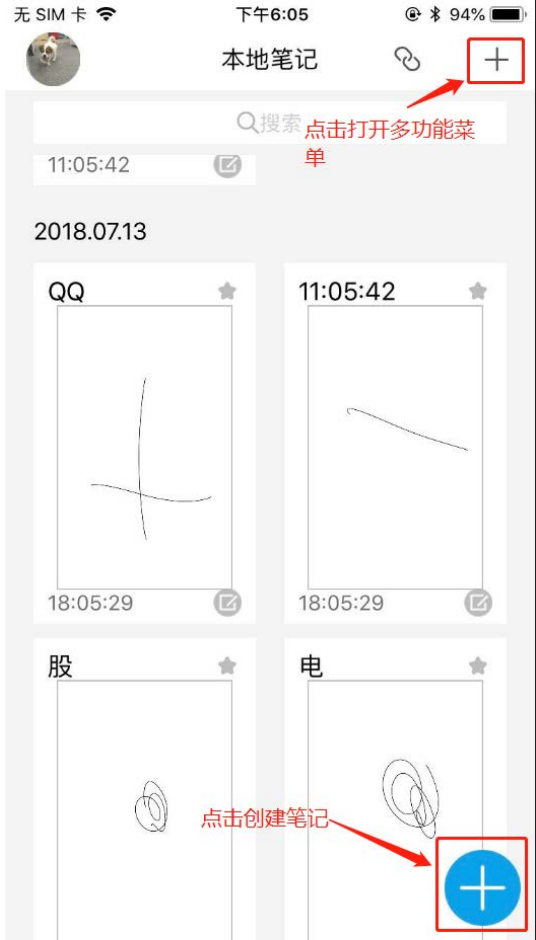 无 SIM 卡 下午6:05 94%
本地笔记
搜索
点击打开多功能菜
单
11:05:42
2018.07.13
QQ 11:05:42
18:05:29 18:05:29
股 电
点击创建笔记